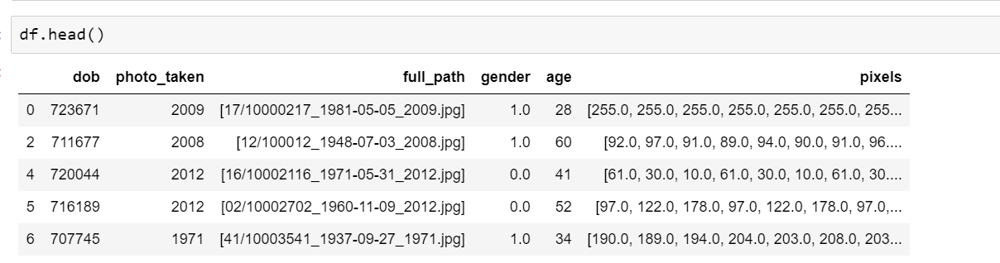 df.head()
dob photo_taken full_path gender age pixels
0 723671 2009 [17/10000217_1981-05-05_2009.jpg] 1.0 28 [255.0, 255.0, 255.0, 255.0, 255.0, 255.0, 255...
2 711677 2008 [12/100012_1948-07-03_2008.jpg] 1.0 60 [92.0, 97.0, 91.0, 89.0, 94.0, 90.0, 91.0, 96....
4 720044 2012 [16/10002116_1971-05-31_2012.jpg] 0.0 41 [61.0, 30.0, 10.0, 61.0, 30.0, 10.0, 61.0, 30....
5 716189 2012 [02/10002702_1960-11-09_2012.jpg] 0.0 52 [97.0, 122.0, 178.0, 97.0, 122.0, 178.0, 97.0,...
6 707745 1971 [41/10003541_1937-09-27_1971.jpg] 1.0 34 [190.0, 189.0, 194.0, 204.0, 203.0, 208.0, 203...